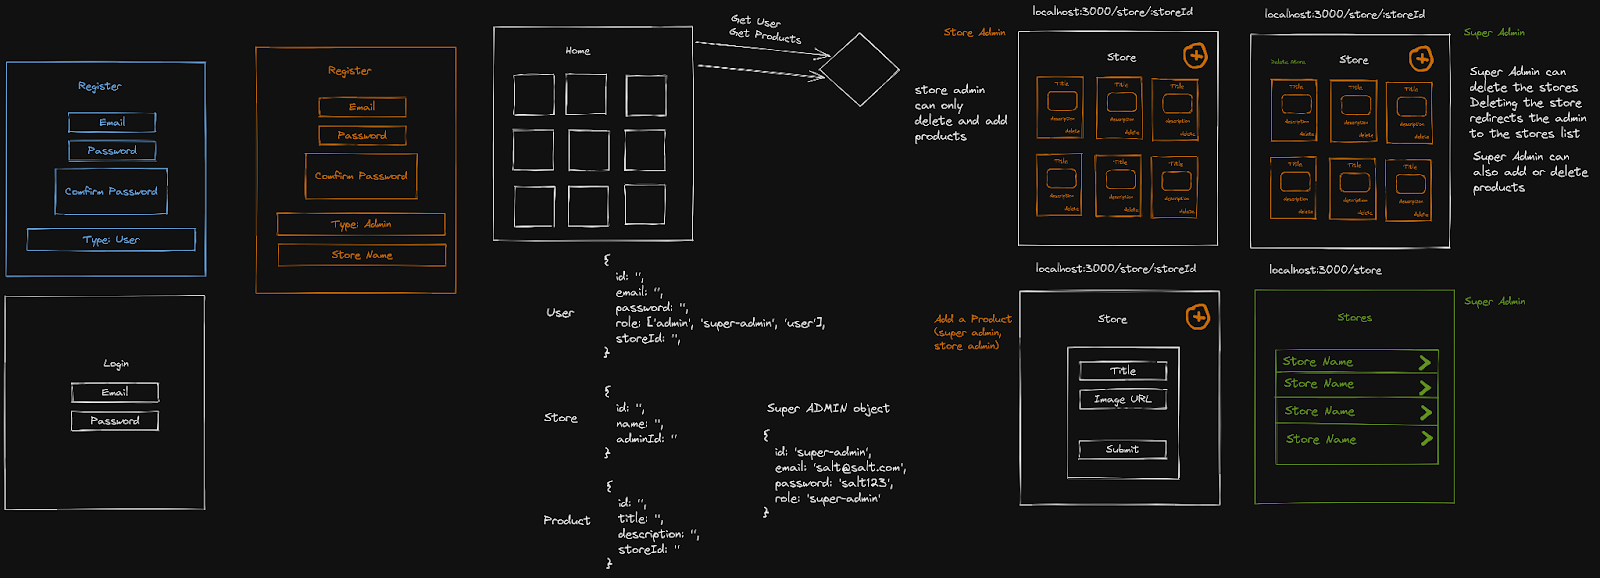 Register
Email
Password
Comfirm Password
Type: User
Login
Email
Password
Register
Email
Password
Comfirm Password
Type: Admin
Store Name
Home
Get User
Get Products
User
{
id: '',
email: '',
password: '',
role: ['admin', 'super-admin', 'user'],
storeId: '',
}
Store
{
id: '',
name: '',
adminId: ''
}
Product
{
id: '',
title: '',
description: '',
storeId: ''
}
Super ADMIN object
{
id: 'super-admin',
email: 'salt@salt.com',
password: 'salt123',
role: 'super-admin'
}
localhost:3000/store/:storeId
Store Admin
store admin
can only
delete and add
products
Store
Title
description
delete
Title
description
delete
Title
description
delete
Title
description
delete
Title
description
delete
Title
description
delete
localhost:3000/store/:storeId
Super Admin
Delete Store
Store
Title
description
delete
Title
description
delete
Title
description
delete
Title
description
delete
Title
description
delete
Title
description
delete
Super Admin can
delete the stores
Deleting the store
redirects the admin
to the stores list
Super Admin can
also add or delete
products
localhost:3000/store/:storeId
Add a Product
(super admin,
store admin)
Store
Title
Image URL
Submit
localhost:3000/store
Super Admin
Stores
Store Name
Store Name
Store Name
Store Name